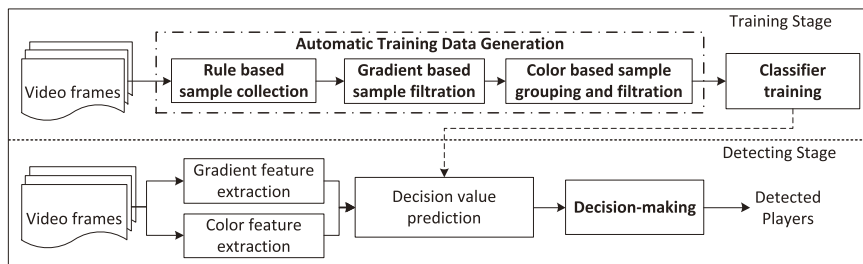 Training Stage
Automatic Training Data Generation
Video frames
Rule based
sample collection
Gradient based
sample filtration
Color based sample
grouping and filtration
Classifier
training
Detecting Stage
Video frames
Gradient feature
extraction
Color feature
extraction
Decision value
prediction
Decision-making
Detected
Players